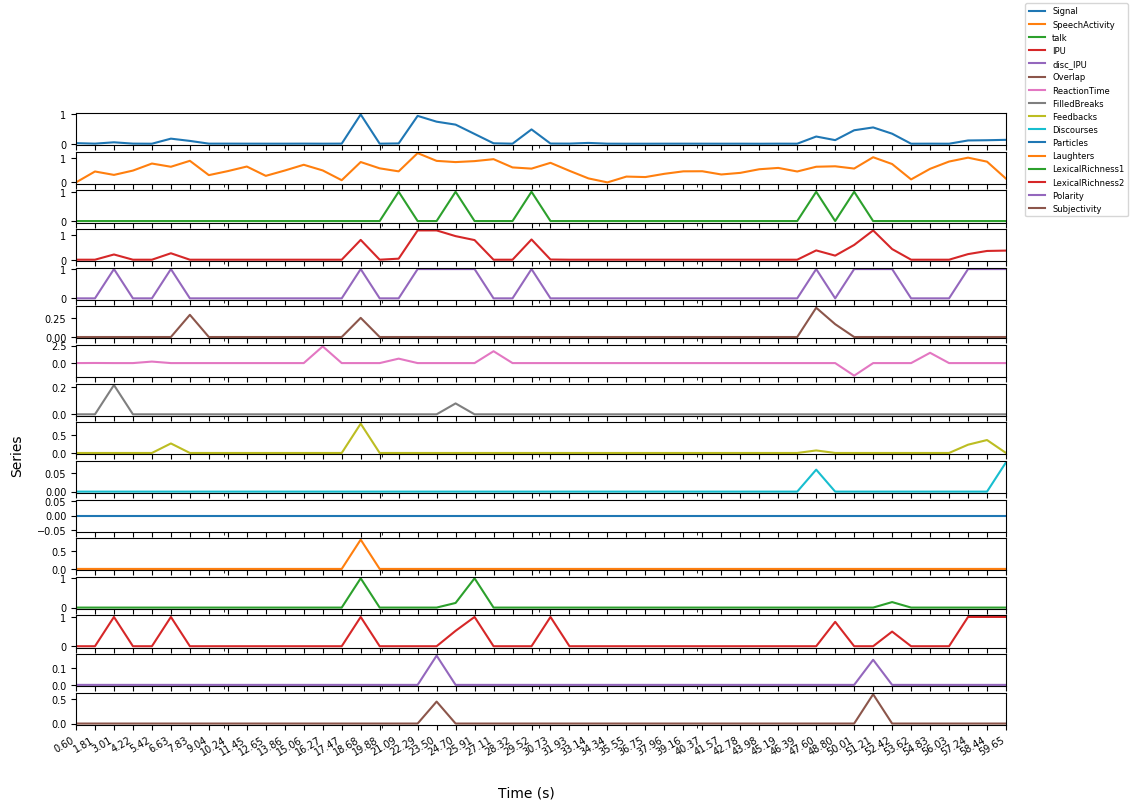 Signal
SpeechActivity
talk
IPU
disc_IPU
Overlap
ReactionTime
FilledBreaks
Feedbacks
Discourses
Particles
Laughters
LexicalRichness1
LexicalRichness2
Polarity
Subjectivity
1
0
1
0
1
0
1
0
1
0
0.25
0.00
2.5
0.0
0.2
0.0
0.5
0.0
0.05
0.00
0.05
0.00
−0.05
0.5
0.0
1
0
1
0
0.1
0.0
0.5
0.0
Series
0.60 1.81 3.01 4.22 5.42 6.63 7.83 9.04 10.24 11.45 12.65 13.86 15.06 16.27 17.47 18.68 19.88 21.09 22.29 23.50 24.70 25.91 27.11 28.32 29.52 30.73 31.93 33.14 34.34 35.55 36.75 37.96 39.16 40.37 41.57 42.78 43.98 45.19 46.39 47.60 48.80 50.01 51.21 52.42 53.62 54.83 56.03 57.24 58.44 59.65
Time (s)